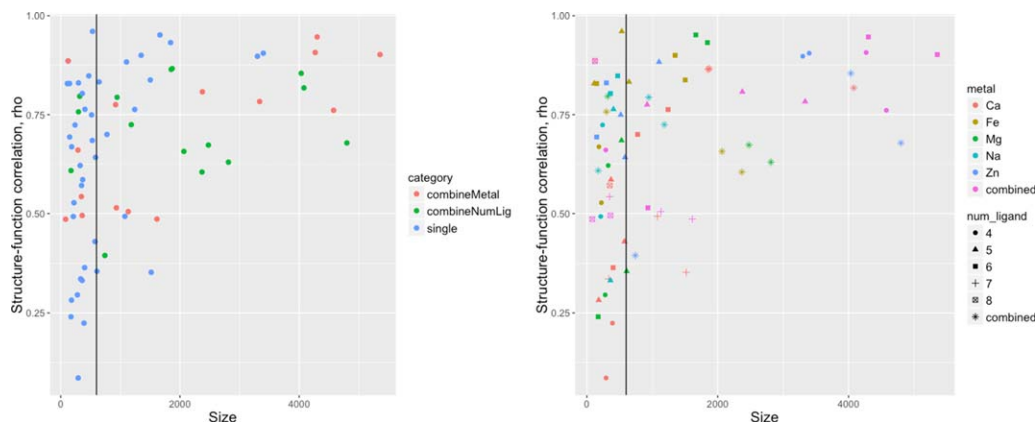 1.00
0.75
0.50
0.25
Structure-function correlation, rho
0
2000
4000
Size
category
combineMetal
combineNumLig
single
1.00
0.75
0.50
0.25
Structure-function correlation, rho
0
2000
4000
Size
metal
Ca
Fe
Mg
Na
Zn
combined
num_ligand
4
5
6
7
8
combined